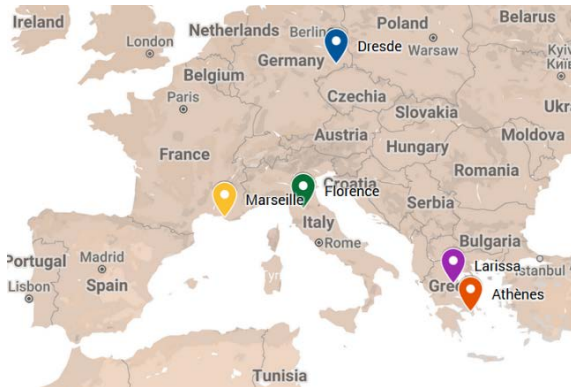 Ireland
Netherlands
Berlin
Poland
Belarus
London
Dresde
Warsaw
Germany
Belgium
Czechia
Paris
Slovakia
Austria
Moldova
Hungary
France
Romania
Croatia
Marseille
Florence
Serbia
Italy
Rome
Bulgaria
Portugal
Madrid
Larissa
Istanbul
Lisbon
Spain
Athènes
Tunisia